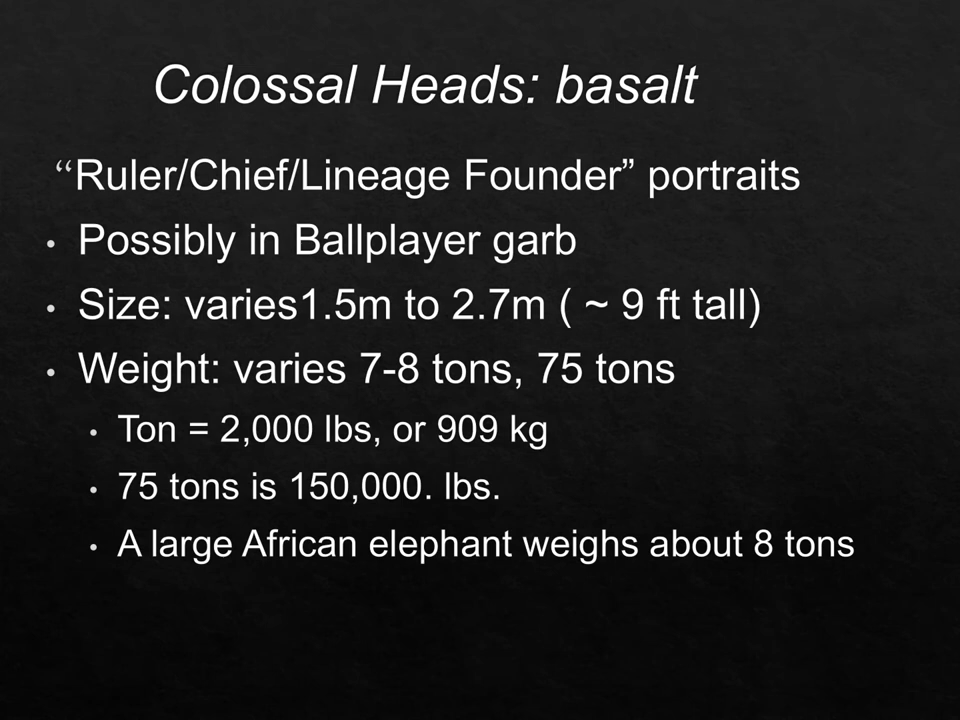 Colossal Heads: basalt
“Ruler/Chief/Lineage Founder” portraits
• Possibly in Ballplayer garb
• Size: varies1.5m to 2.7m ( ~ 9 ft tall)
• Weight: varies 7-8 tons, 75 tons
• Ton = 2,000 lbs, or 909 kg
• 75 tons is 150,000. lbs.
• A large African elephant weighs about 8 tons